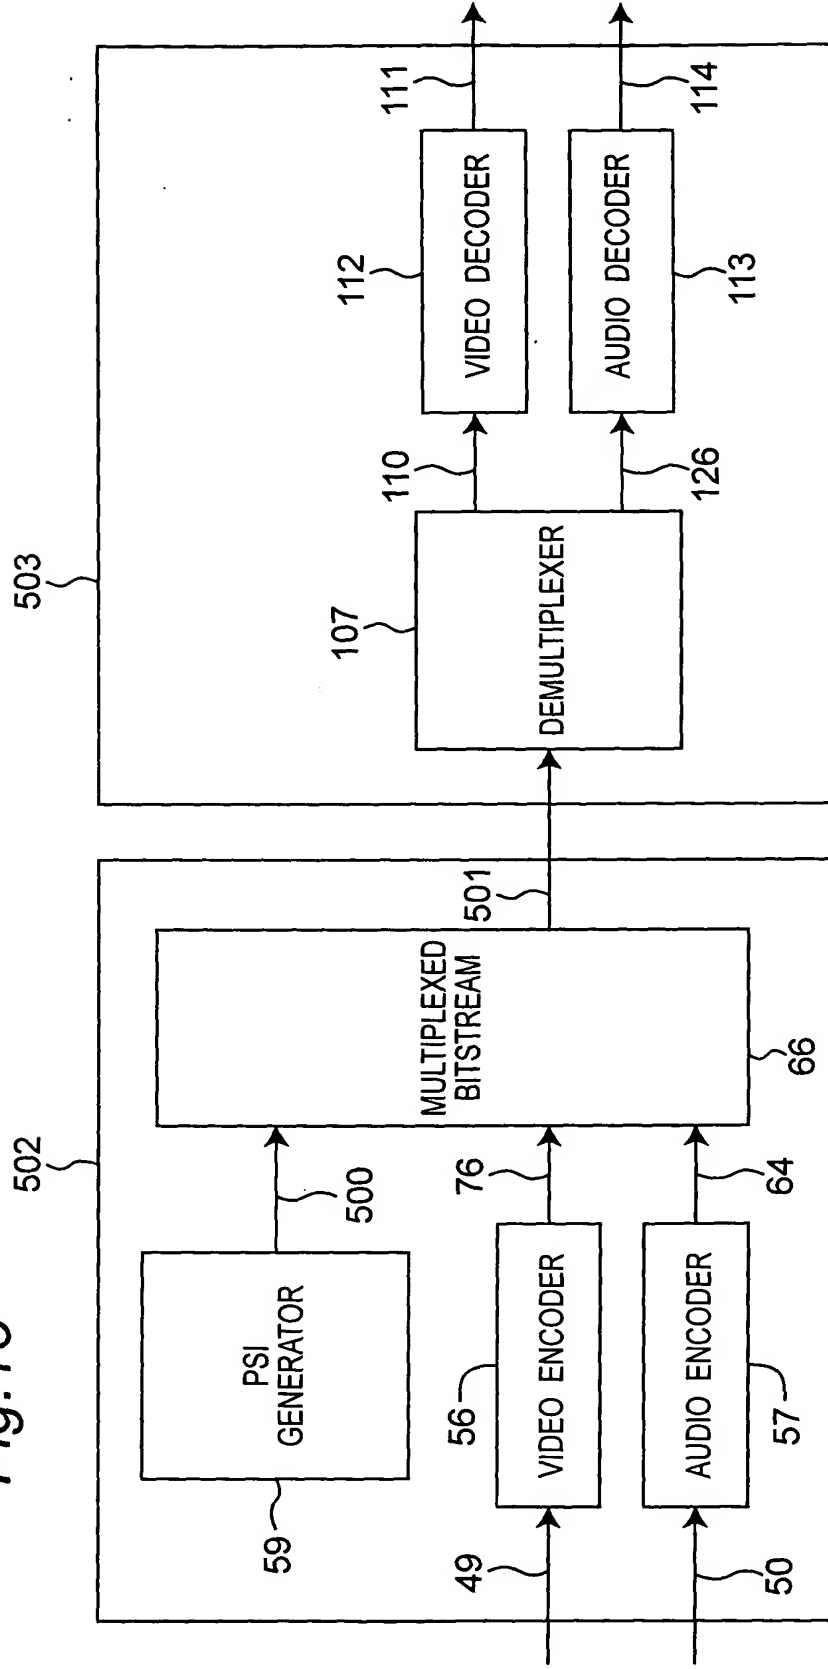 502
503
59
PSI
GENERATOR
500
MULTIPLEXED
BITSTREAM
66
501
49
56
VIDEO ENCODER
76
50
57
AUDIO ENCODER
64
107
DEMULTIPLEXER
110
112
VIDEO DECODER
111
126
AUDIO DECODER
113
114